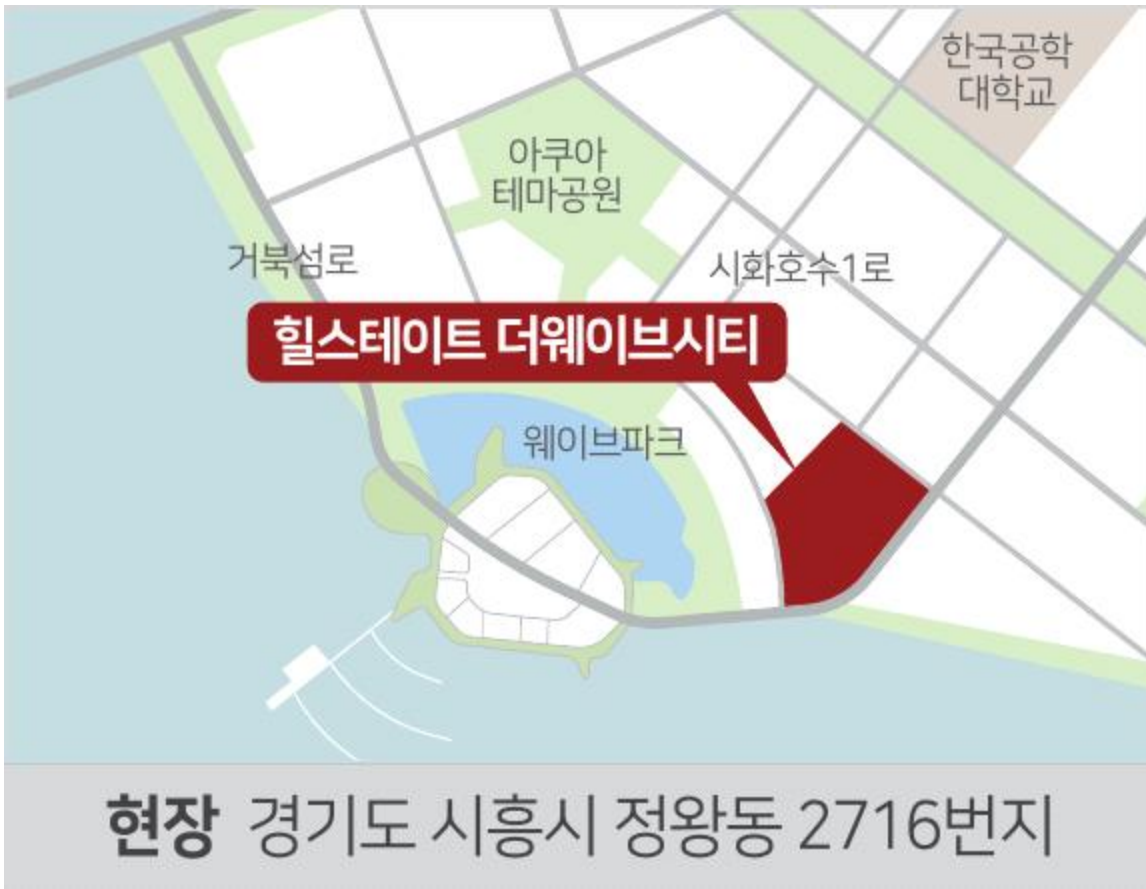 한국공학
대학교
아쿠아
테마공원
거북섬로
시화호수1로
힐스테이트 더웨이브시티
웨이브파크
현장 경기도 시흥시 정왕동 2716번지